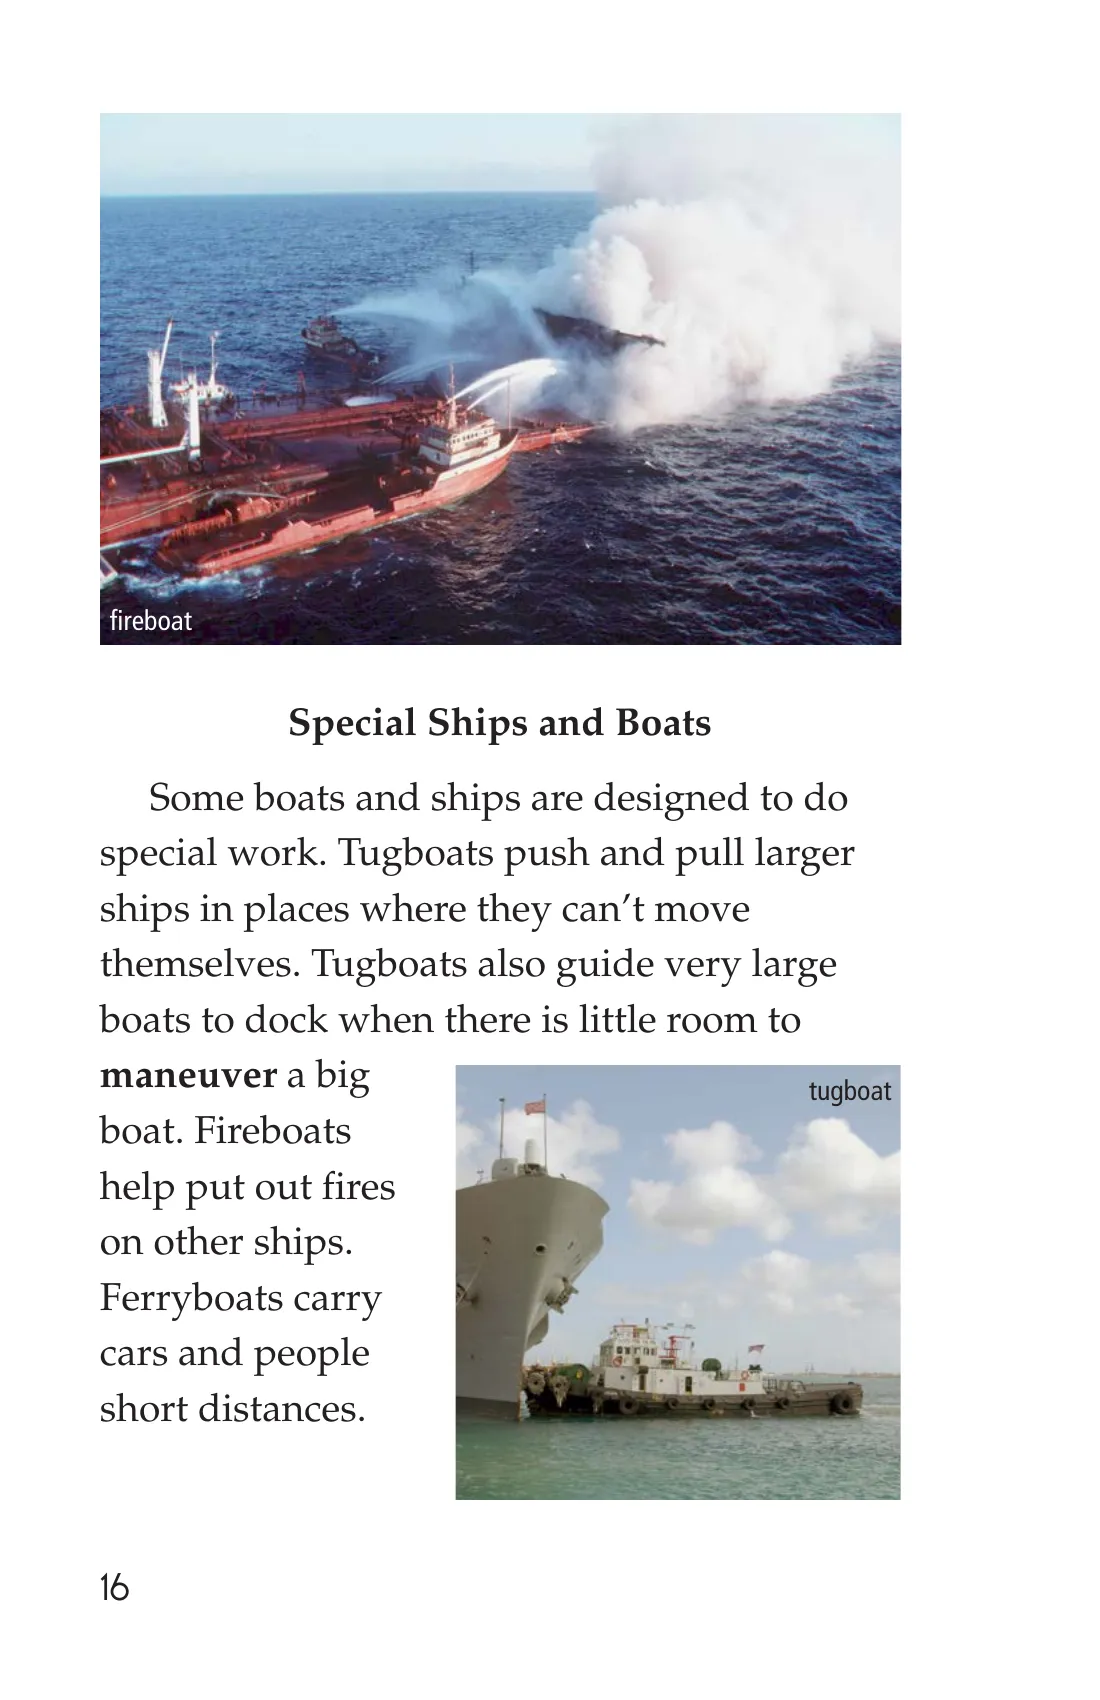 fireboat
Special Ships and Boats
Some boats and ships are designed to do
special work. Tugboats push and pull larger
ships in places where they can’t move
themselves. Tugboats also guide very large
boats to dock when there is little room to
maneuver a big
boat. Fireboats
help put out fires
on other ships.
Ferryboats carry
cars and people
short distances.
tugboat
16